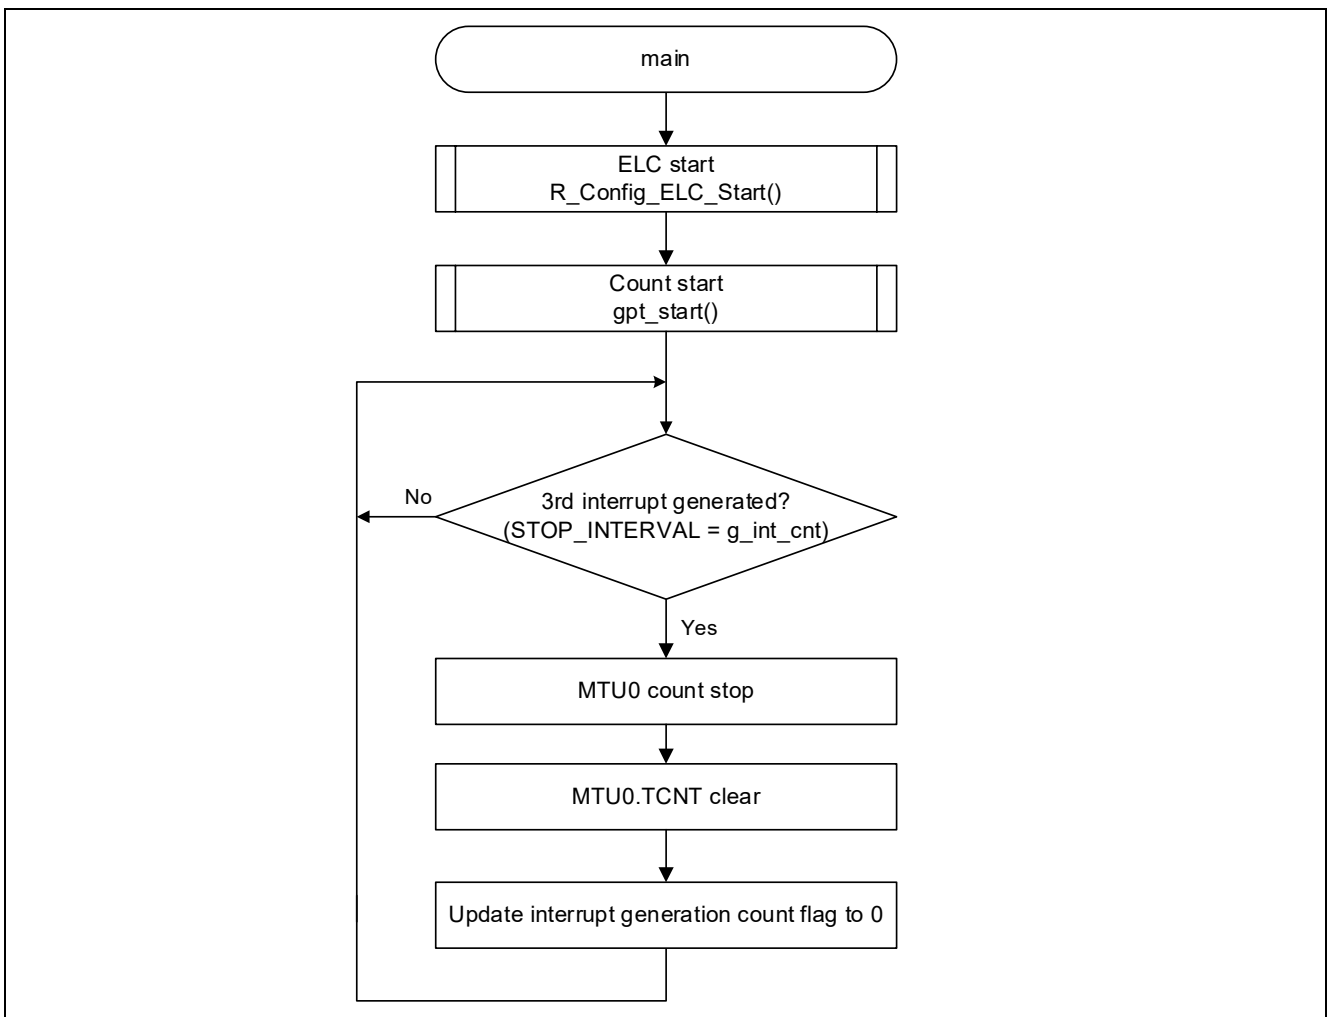 main
ELC start
R_Config_ELC_Start()
Count start
gpt_start()
No
3rd interrupt generated?
(STOP_INTERVAL = g_int_cnt)
Yes
MTU0 count stop
MTU0.TCNT clear
Update interrupt generation count flag to 0